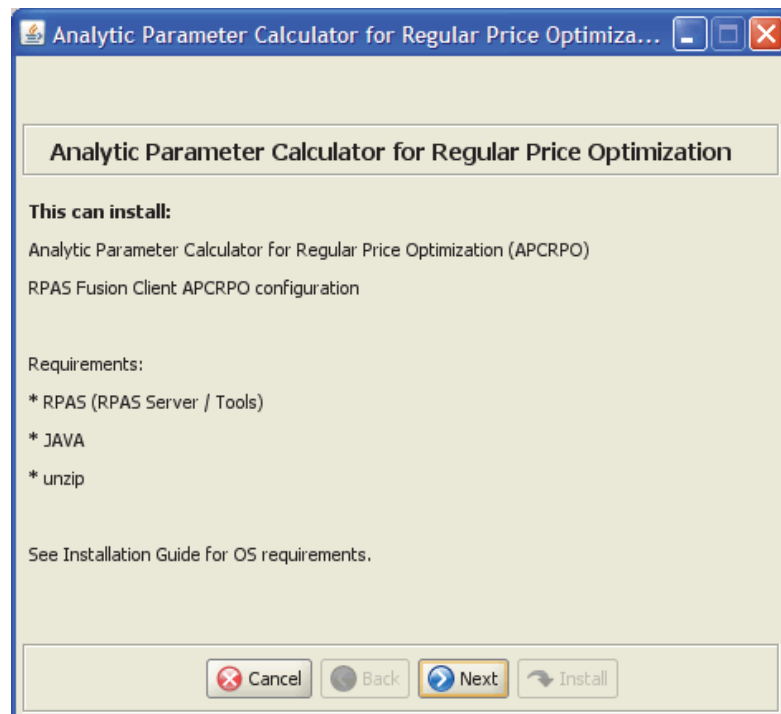 Analytic Parameter Calculator for Regular Price Optimiza...
Analytic Parameter Calculator for Regular Price Optimization
This can install:
Analytic Parameter Calculator for Regular Price Optimization (APCRPO)
RPAS Fusion Client APCRPO configuration
Requirements:
* RPAS (RPAS Server / Tools)
* JAVA
* unzip
See Installation Guide for OS requirements.
Cancel Back Next Install